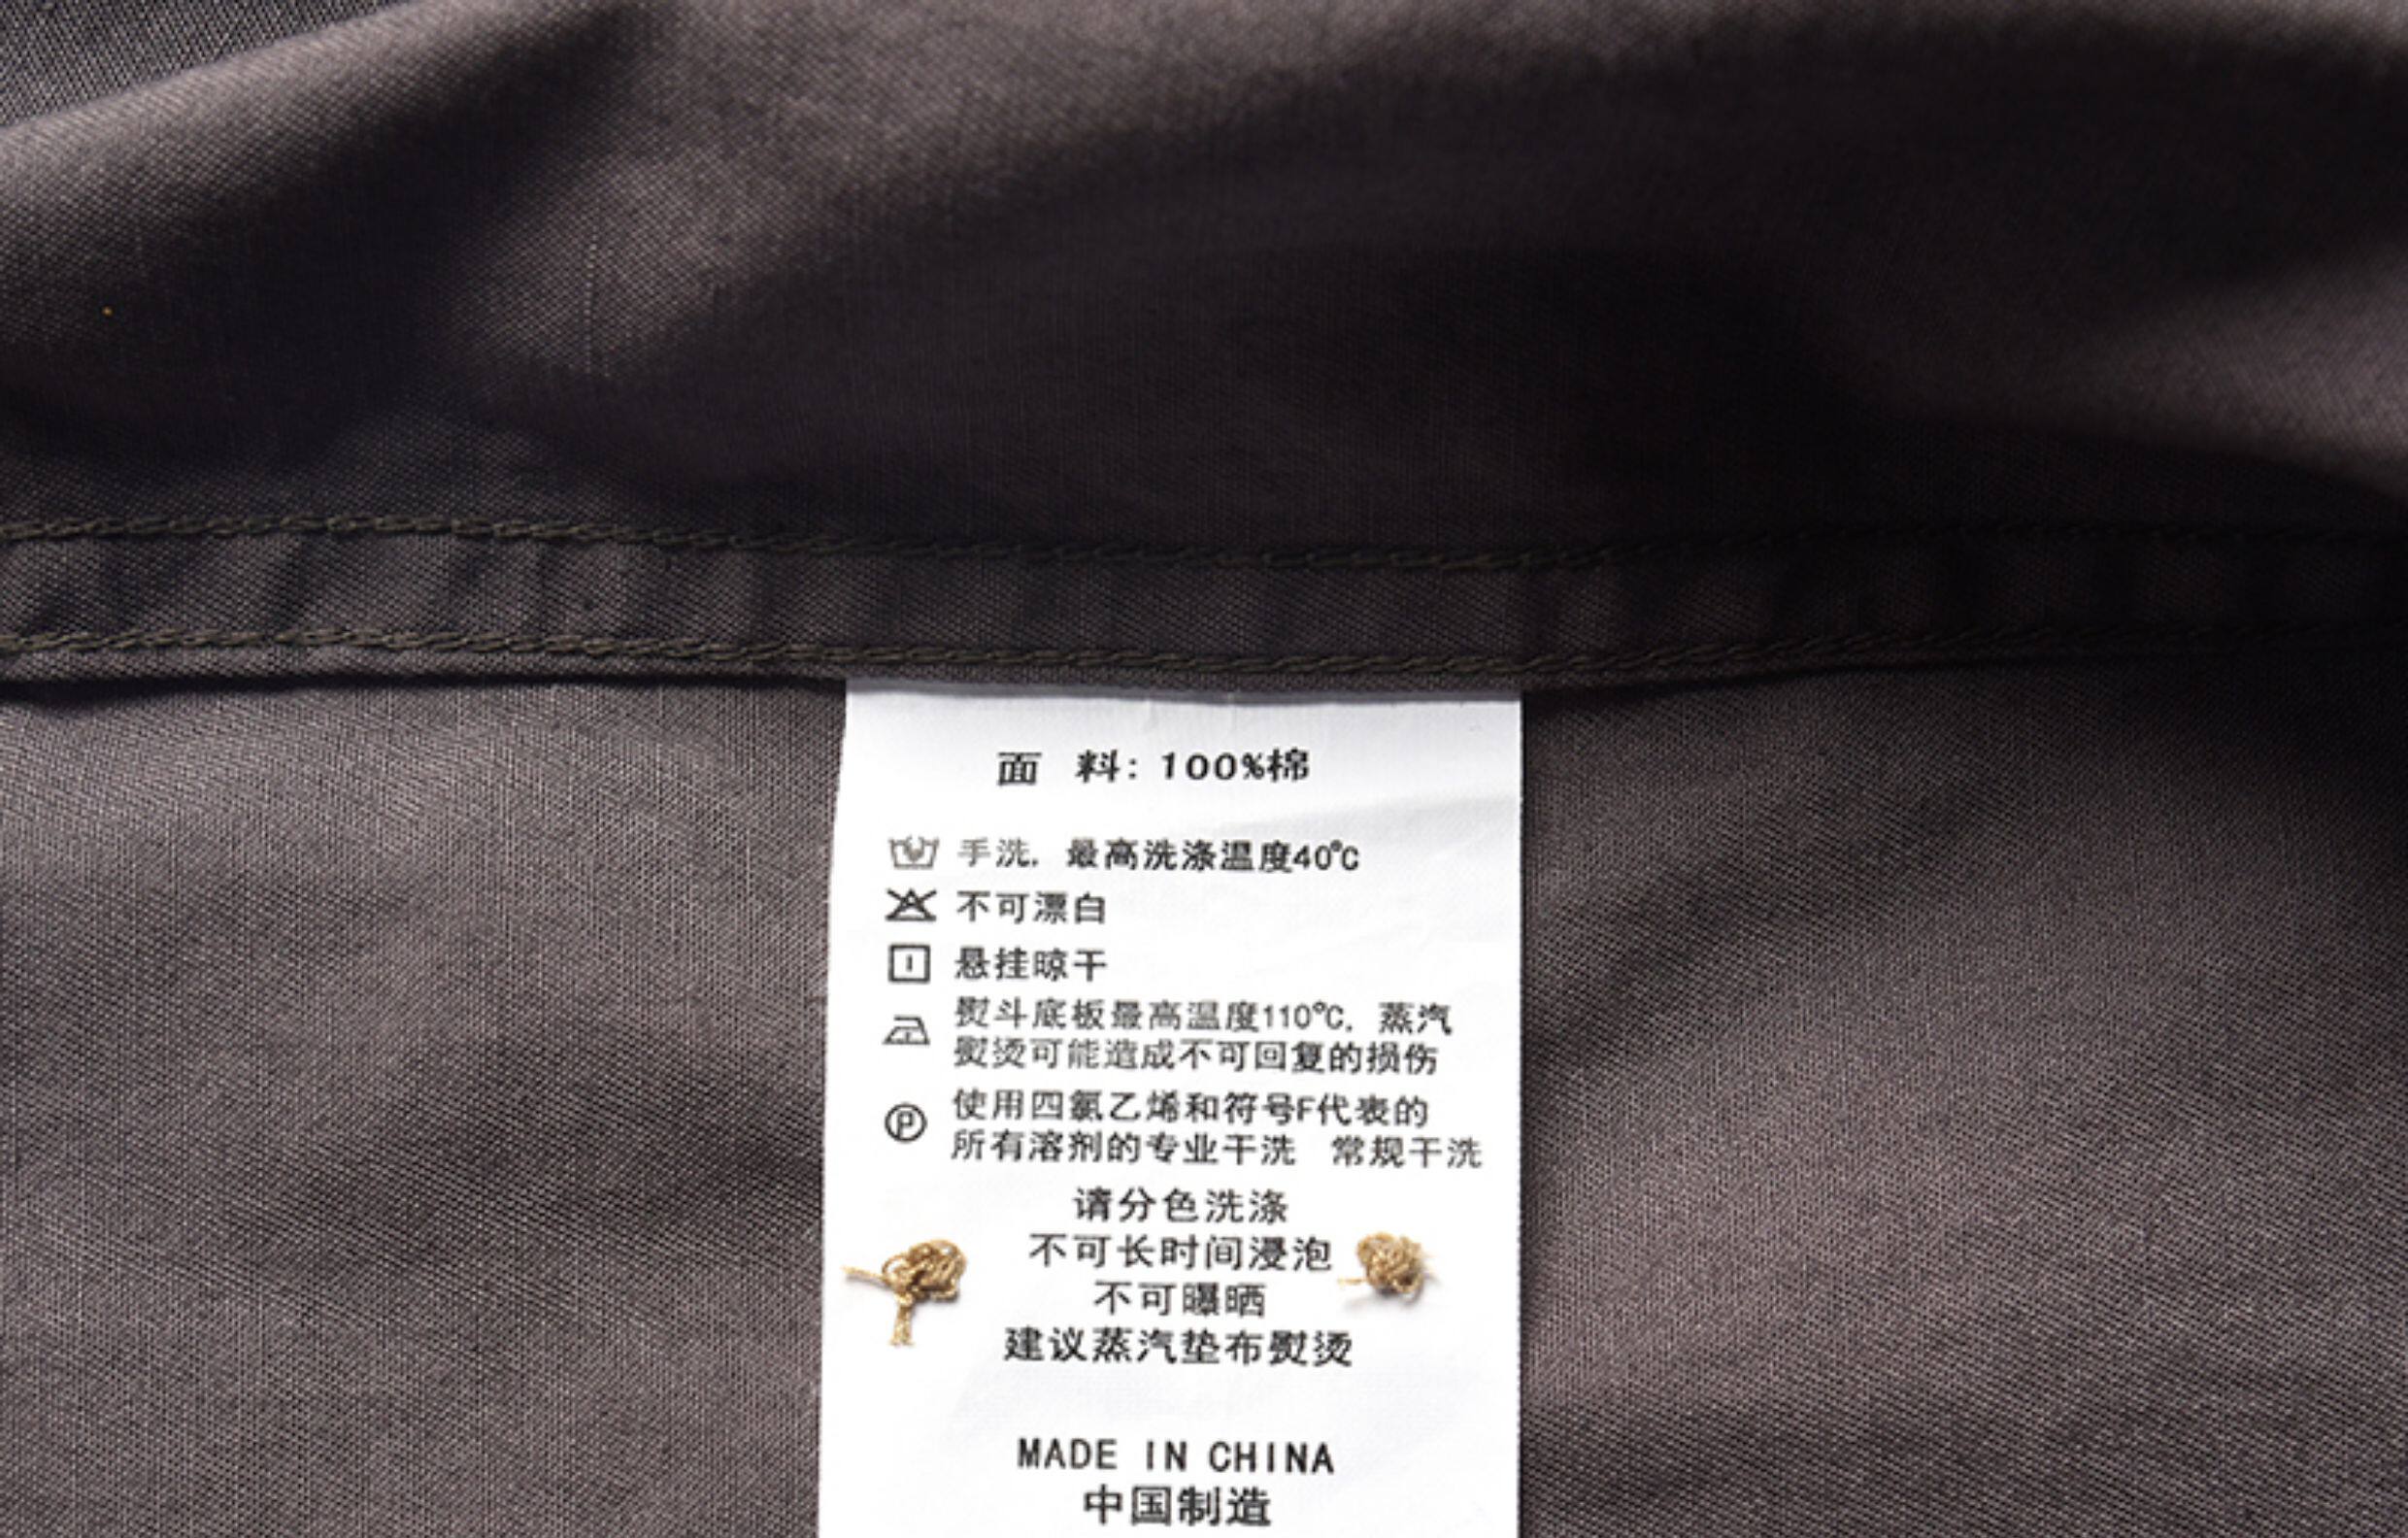 面 料: 100%棉
手洗, 最高洗涤温度40℃
不可漂白
悬挂晾干
熨斗底板最高温度110℃, 蒸汽
熨烫可能造成不可回复的损伤
使用四氯乙烯和符号F代表的
所有溶剂的专业干洗 常规干洗
请分色洗涤
不可长时间浸泡
不可曝晒
建议蒸汽垫布熨烫
MADE IN CHINA
中国制造